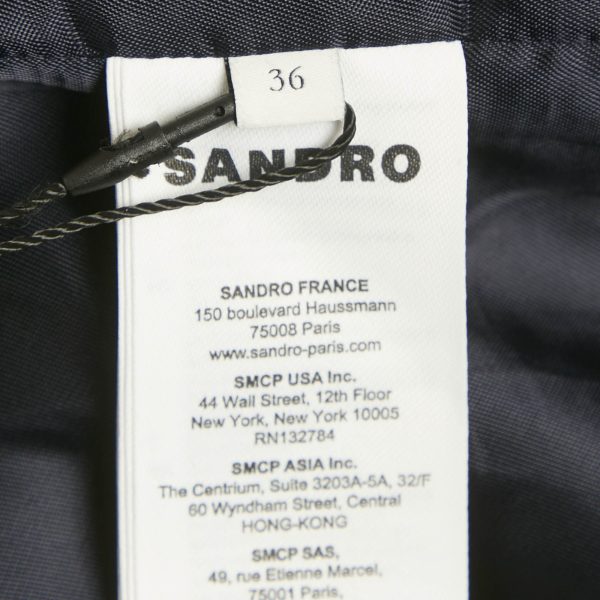 36
SANDRO
SANDRO FRANCE
150 boulevard Haussmann
75008 Paris
www.sandro-paris.com
SMCP USA Inc.
44 Wall Street, 12th Floor
New York, New York 10005
RN132784
SMCP ASIA Inc.
The Centrium, Suite 3203A-5A, 32/F
60 Wyndham Street, Central
HONG-KONG
SMCP SAS,
49, rue Etienne Marcel,
75001 Paris,